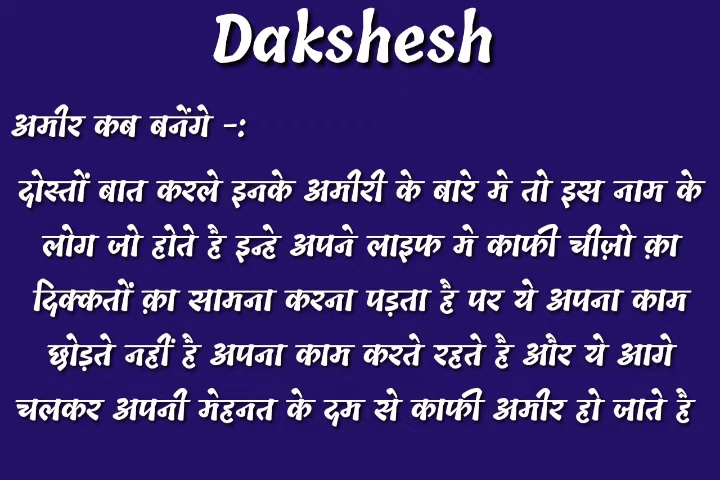 Dakshesh
अमीर कब बनेंगे -:
दोस्तों बात करले इनके अमीरी के बारे मे तो इस नाम के
लोग जो होते है इन्हे अपने लाइफ मे काफी चीज़ो क़ा
दिक्कतों क़ा सामना करना पड़ता है पर ये अपना काम
छोड़ते नहीं है अपना काम करते रहते है और ये आगे
चलकर अपनी मेहनत के दम से काफी अमीर हो जाते है